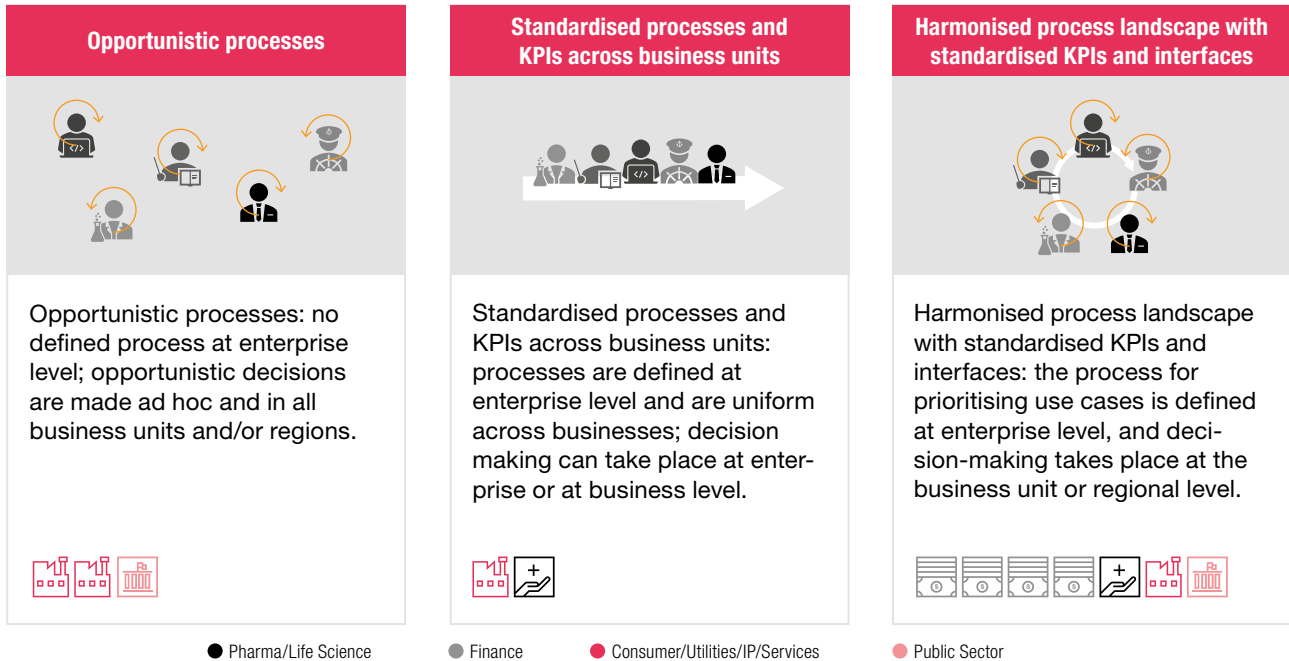 Opportunistic processes
Standardised processes and
KPIs across business units
Harmonised process landscape with
standardised KPIs and interfaces
</>
</>
</>
Opportunistic processes: no
defined process at enterprise
level; opportunistic decisions
are made ad hoc and in all
business units and/or regions.
Standardised processes and
KPIs across business units:
processes are defined at
enterprise level and are uniform
across businesses; decision
making can take place at enter-
prise or at business level.
Harmonised process landscape
with standardised KPIs and
interfaces: the process for
prioritising use cases is defined
at enterprise level, and deci-
sion-making takes place at the
business unit or regional level.
$ $ $ $
Pharma/Life Science
Finance
Consumer/Utilities/IP/Services
Public Sector